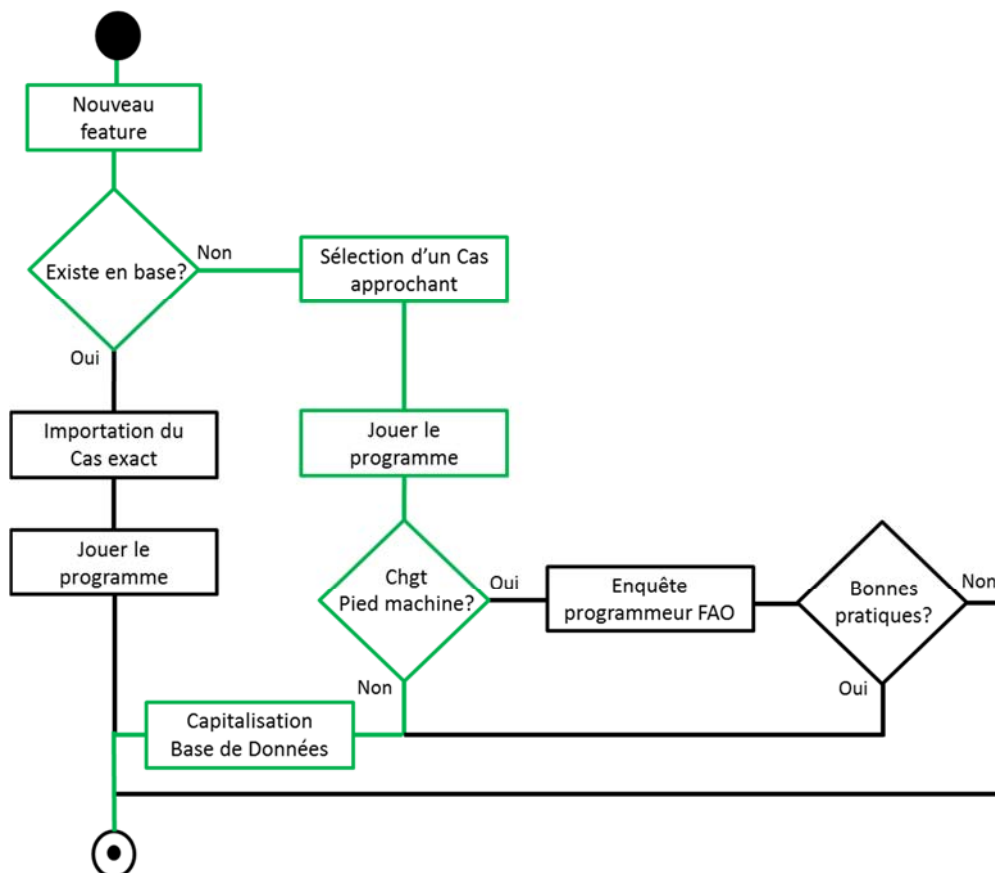 Nouveau
feature
Existe en base?
Non
Sélection d'un Cas
approchant
Oui
Importation du
Cas exact
Jouer le
programme
Jouer le
programme
Chgt
Pied machine?
Oui
Enquête
programmeur FAO
Bonnes
pratiques?
Non
Non
Oui
Capitalisation
Base de Données